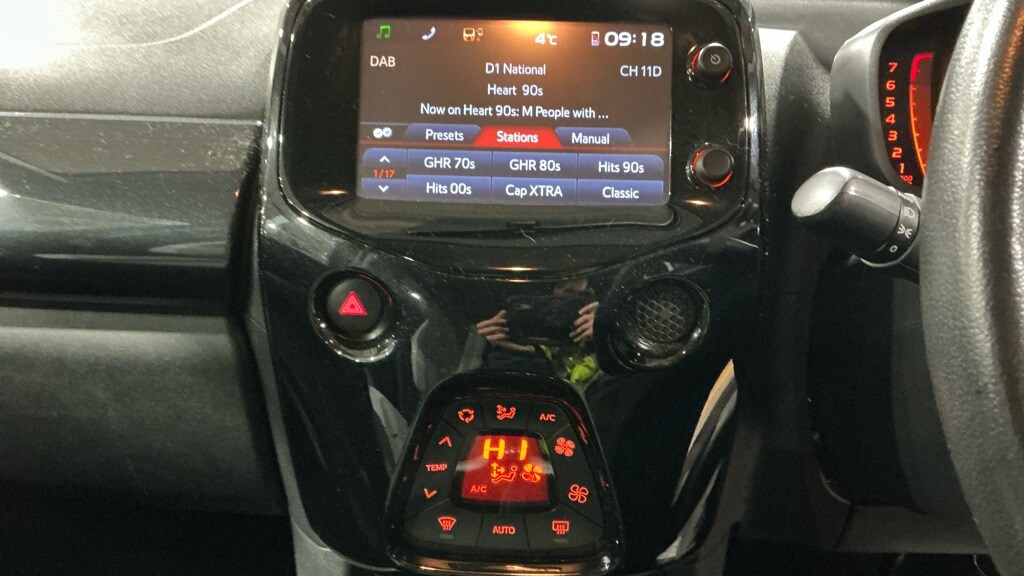 4°C 09:18
DAB
D1 National
CH 11D
Heart 90s
Now on Heart 90s: M People with ...
Presets Stations Manual
GHR 70s GHR 80s Hits 90s
1/17
Hits 00s Cap XTRA Classic
7
6
5
4
3
2
1
A/C
HI
TEMP
A/C
AUTO